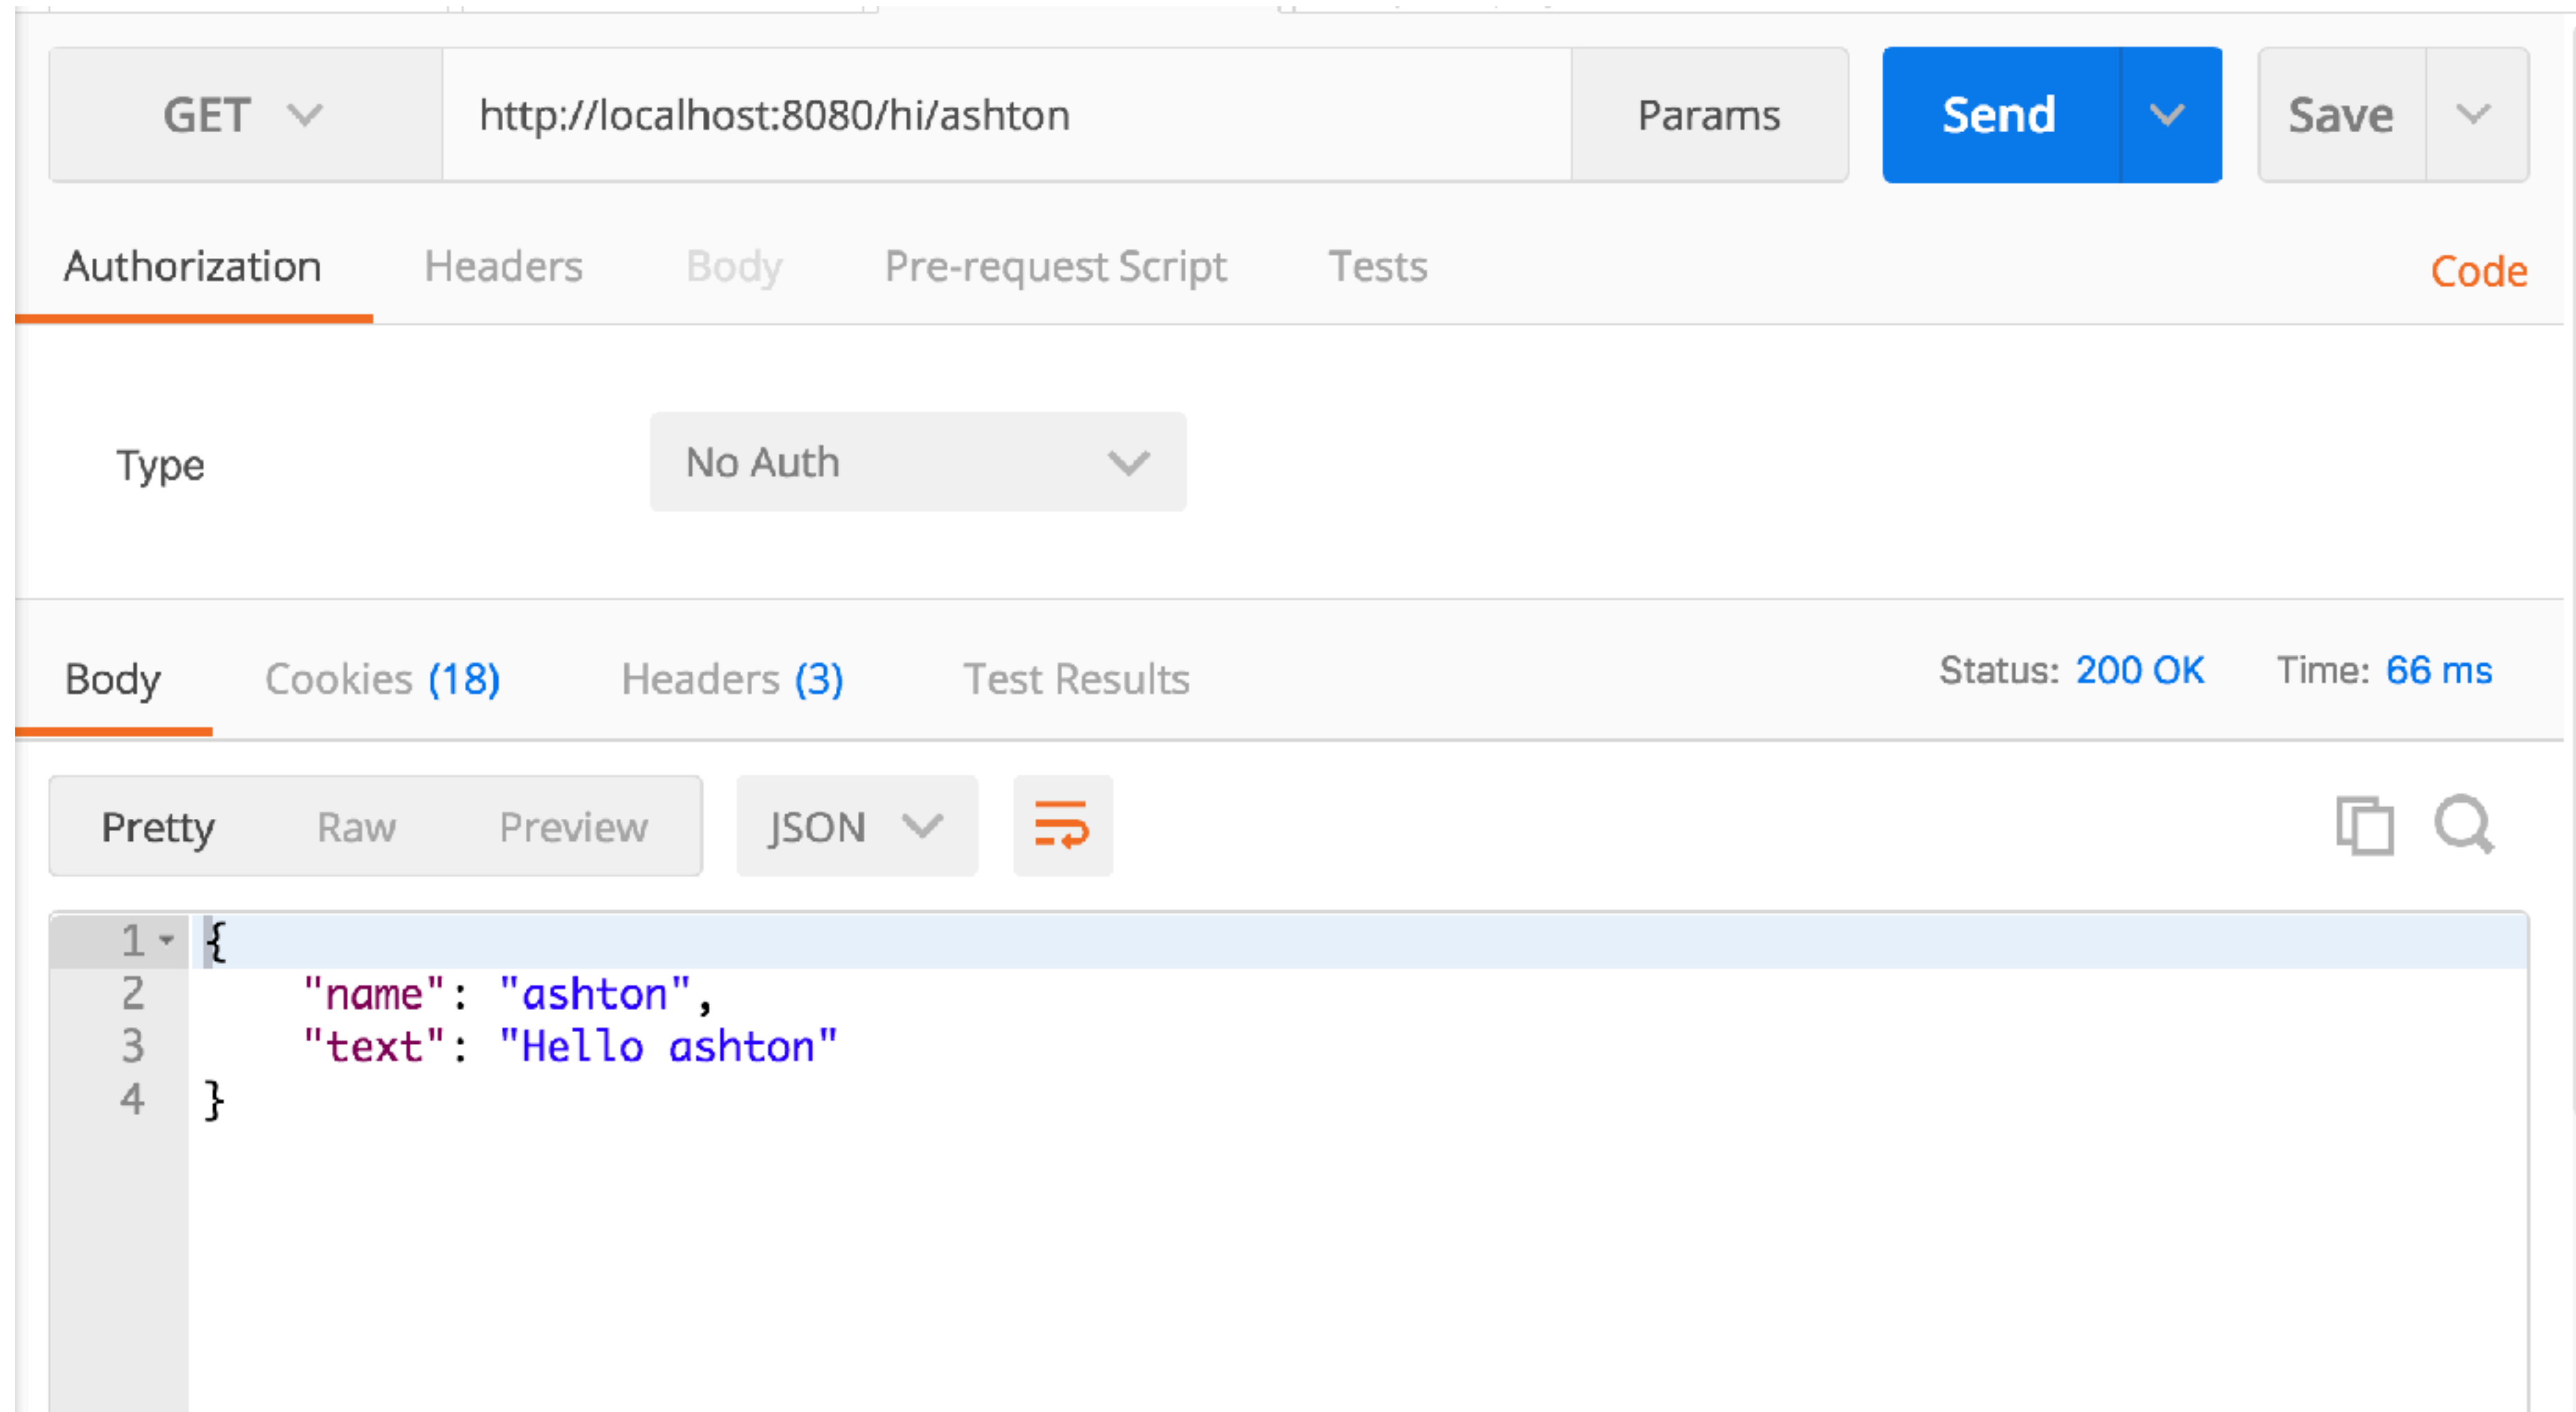 GET http://localhost:8080/hi/ashton Params Send Save
Authorization Headers Body Pre-request Script Tests Code
Type No Auth
Body Cookies (18) Headers (3) Test Results Status: 200 OK Time: 66 ms
Pretty Raw Preview JSON
1 {
2 "name": "ashton",
3 "text": "Hello ashton"
4 }